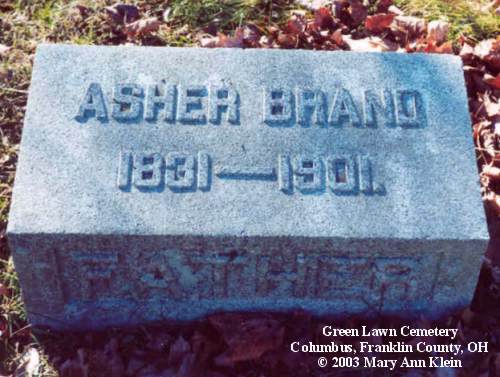 ASHER BRAND
1831—1901.
FATHER
Green Lawn Cemetery
Columbus, Franklin County, OH
© 2003 Mary Ann Klein